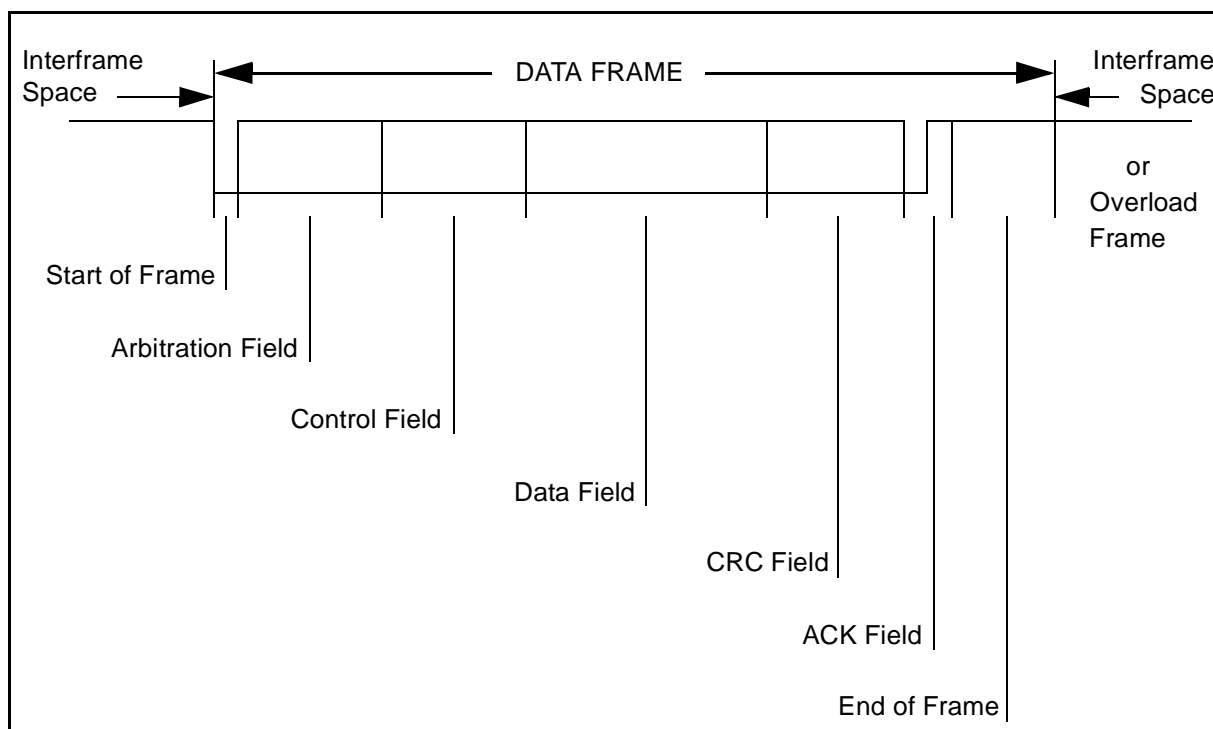 Interframe
Space
DATA FRAME
Interframe
Space
or
Overload
Frame
Start of Frame
Arbitration Field
Control Field
Data Field
CRC Field
ACK Field
End of Frame